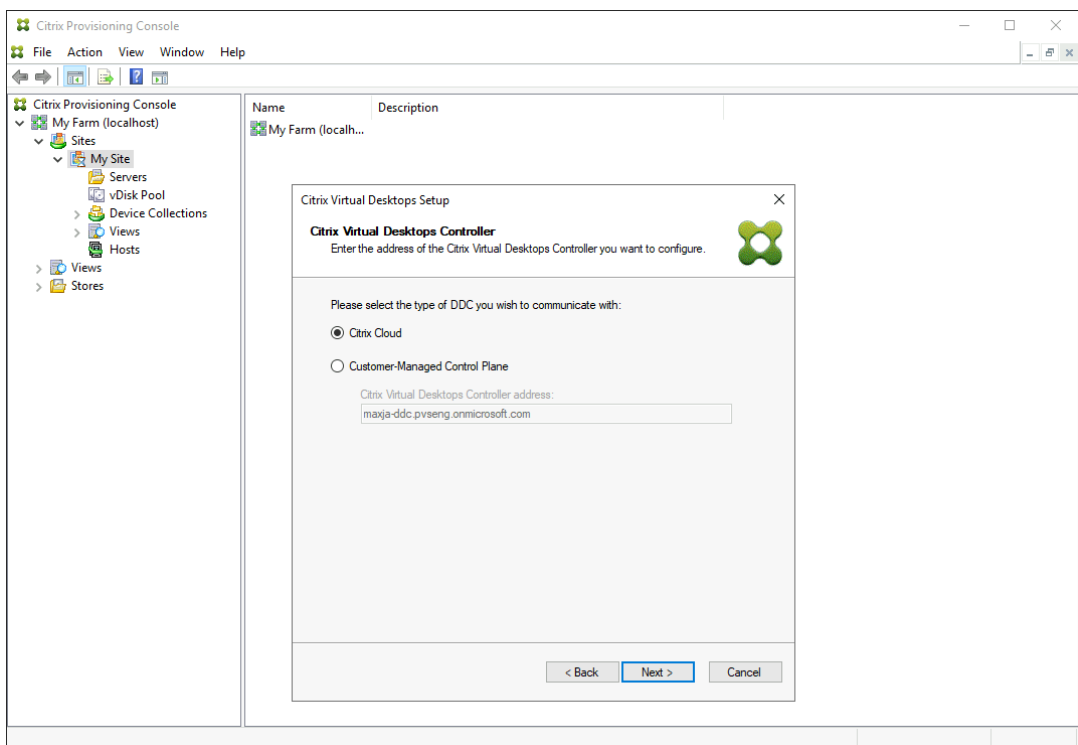 Citrix Provisioning Console
File Action View Window Help
Citrix Provisioning Console
My Farm (localhost)
Sites
My Site
Servers
vDisk Pool
Device Collections
Views
Hosts
Views
Stores
Name Description
My Farm (localh...
Citrix Virtual Desktops Setup
Citrix Virtual Desktops Controller
Enter the address of the Citrix Virtual Desktops Controller you want to configure.
Please select the type of DDC you wish to communicate with:
Citrix Cloud
Customer-Managed Control Plane
Citrix Virtual Desktops Controller address:
maxja-ddc.pvseng.onmicrosoft.com
< Back Next > Cancel